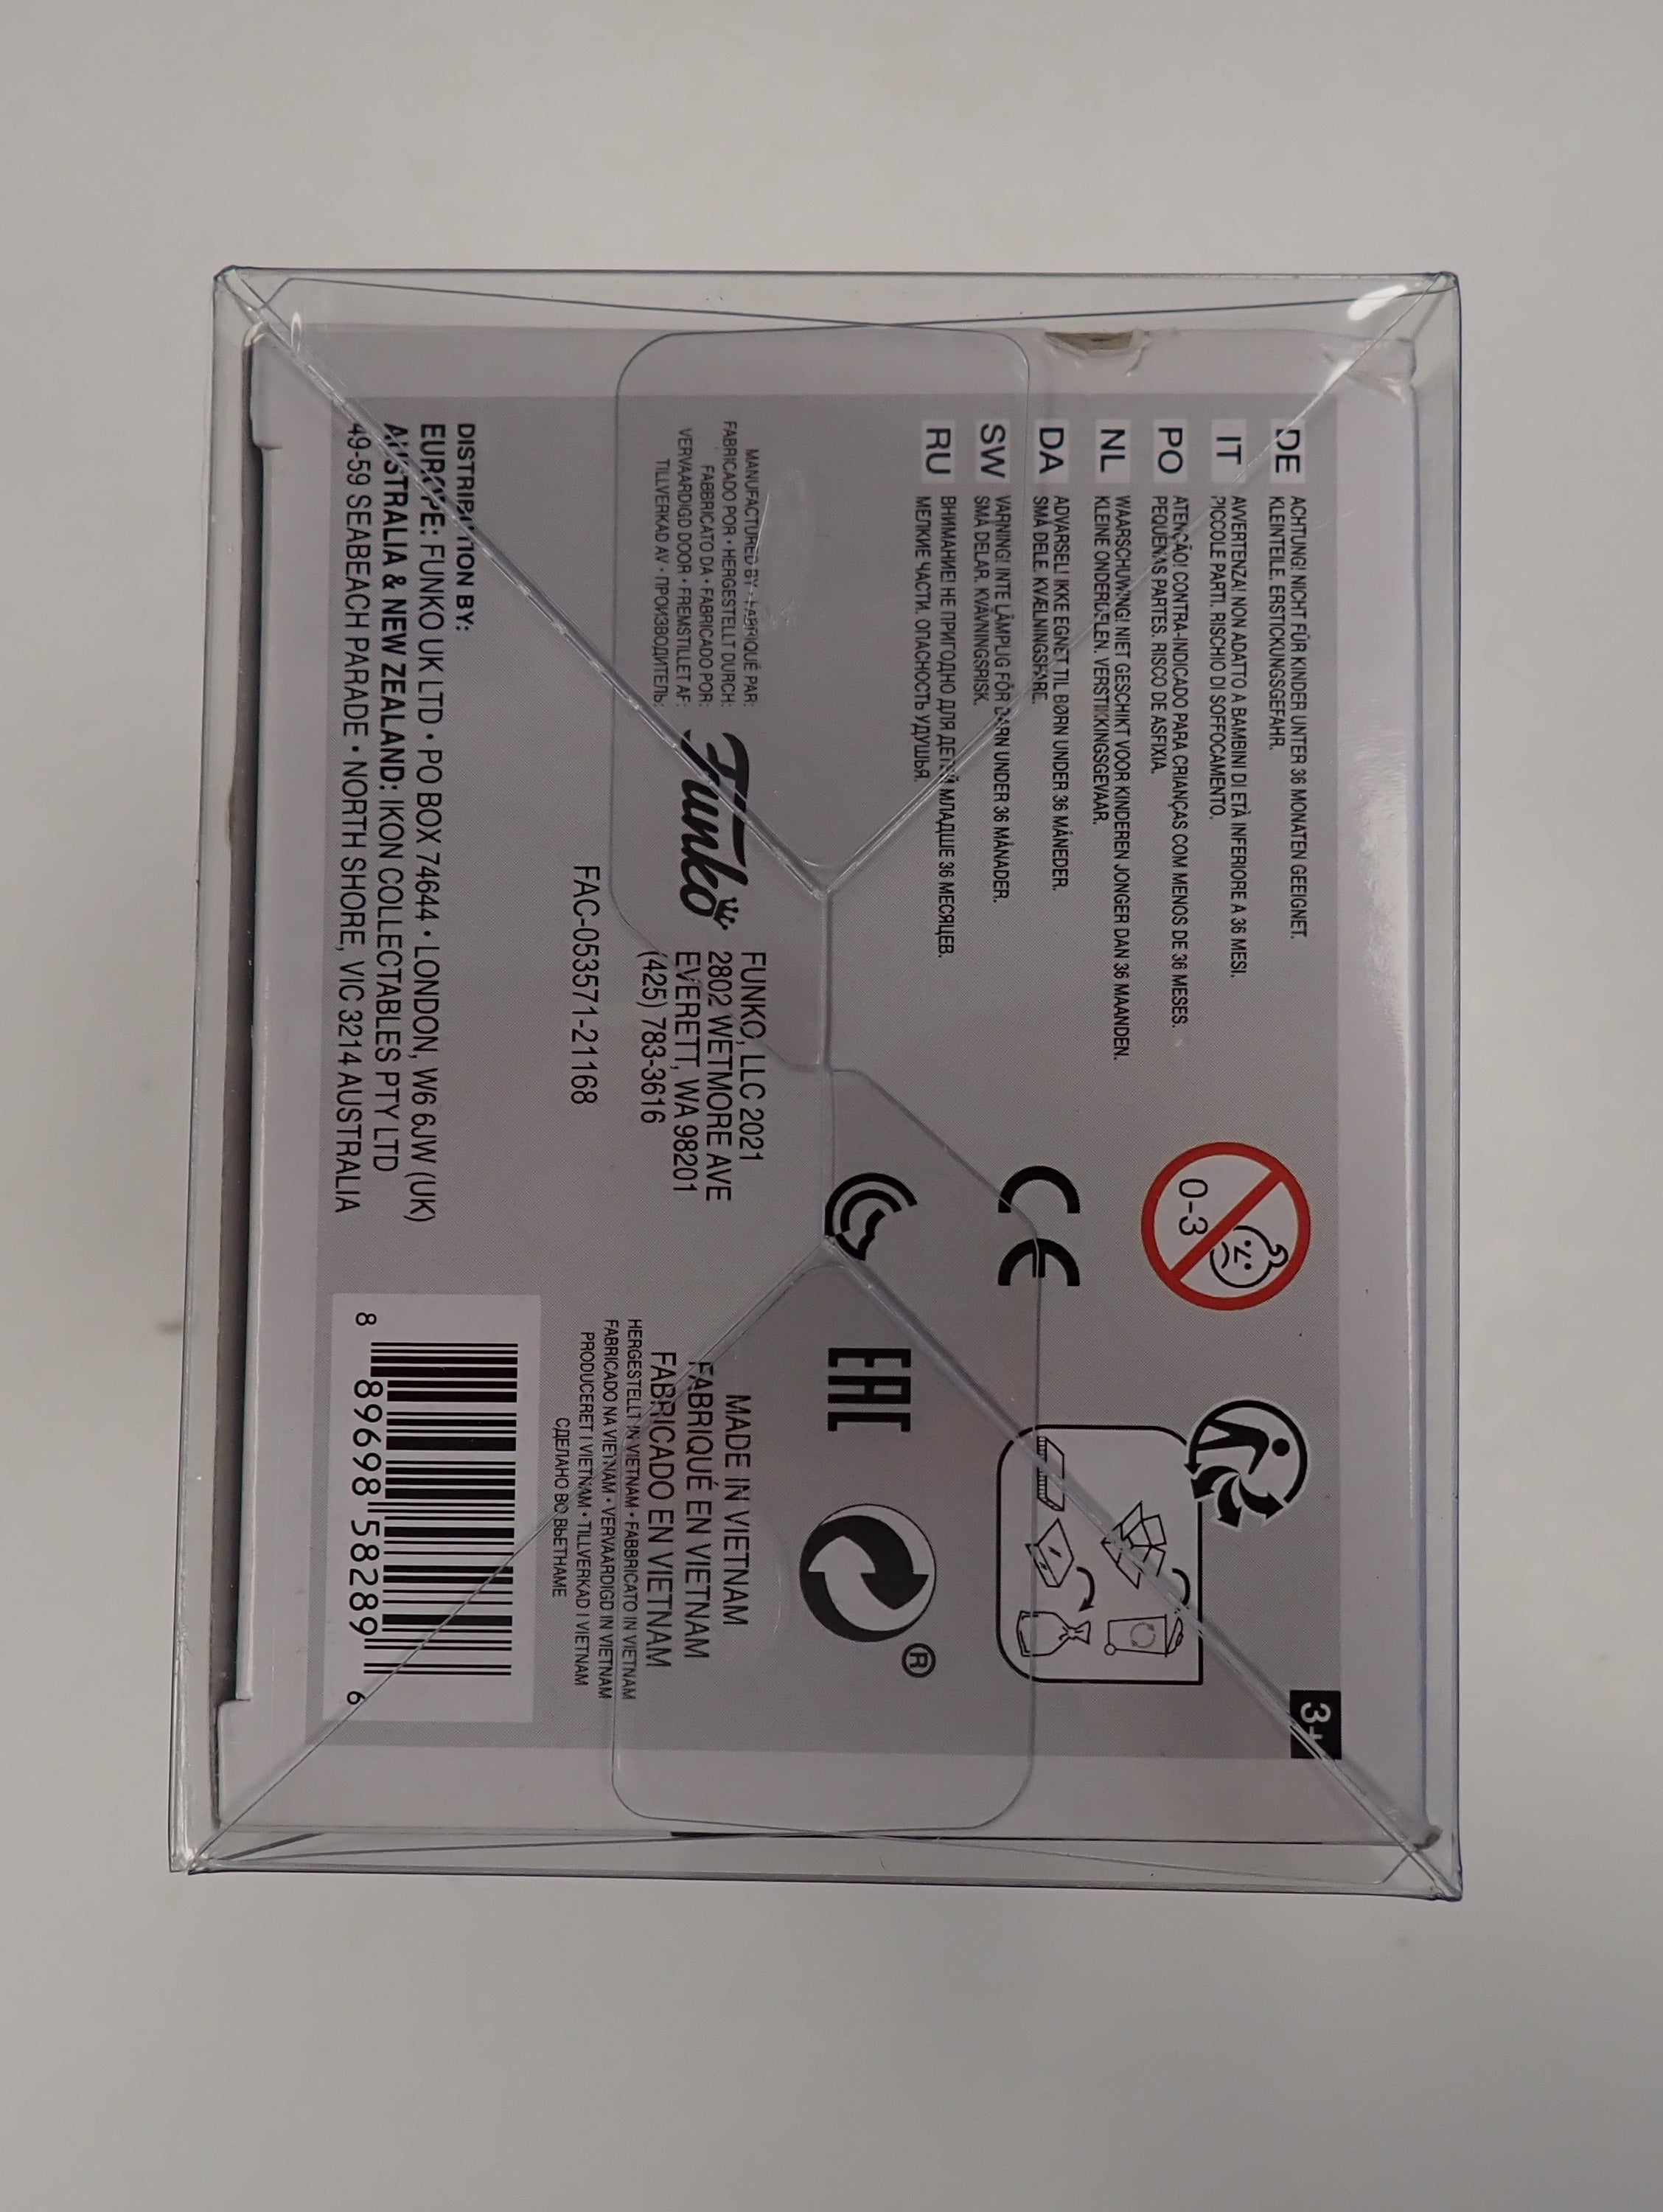 3+
DE ACHTUNG! NICHT FÜR KINDER UNTER 36 MONATEN GEEIGNET.
KLEINTEILE. ERSTICKUNGSGEFAHR.
IT AVVERTENZA! NON ADATTO A BAMBINI DI ETÀ INFERIORE A 36 MESI.
PICCOLE PARTI. RISCHIO DI SOFFOCAMENTO.
PO ATENÇÃO! CONTRA-INDICADO PARA CRIANÇAS COM MENOS DE 36 MESES.
PEQUENAS PARTES. RISCO DE ASFIXIA.
NL WAARSCHUWING! NIET GESCHIKT VOOR KINDEREN JONGER DAN 36 MAANDEN.
KLEINE ONDERDELEN. VERSTIKKINGSGEVAAR.
DA ADVARSEL! IKKE EGNET TIL BØRN UNDER 36 MÅNEDER.
SMÅ DELE. KVÆLNINGSFARE.
SW VARNING! INTE LÄMPLIG FÖR BARN UNDER 36 MÅNADER.
SMÅ DELAR. KVÄVNINGSRISK.
RU ВНИМАНИЕ! НЕ ПРИГОДНО ДЛЯ ДЕТЕЙ МЛАДШЕ 36 МЕСЯЦЕВ.
МЕЛКИЕ ЧАСТИ. ОПАСНОСТЬ УДУШЬЯ.
0-3
CE
EAC
®
MANUFACTURED BY • FABRIQUÉ PAR:
FABRICADO POR • HERGESTELLT DURCH:
FABBRICATO DA • FABRICADO POR:
VERVAARDIGD DOOR • FREMSTILLET AF:
TILLVERKAD AV • ПРОИЗВОДИТЕЛЬ:
Funko
FUNKO, LLC 2021
2802 WETMORE AVE
EVERETT, WA 98201
(425) 783-3616
FAC-053571-21168
MADE IN VIETNAM
FABRIQUÉ EN VIETNAM
FABRICADO EN VIETNAM
HERGESTELLT IN VIETNAM • FABBRICATO IN VIETNAM
FABRICADO NA VIETNAM • VERVAARDIGD IN VIETNAM
PRODUCERET I VIETNAM • TILLVERKAD I VIETNAM
СДЕЛАНО ВО ВЬЕТНАМЕ
DISTRIBUTION BY:
EUROPE: FUNKO UK LTD • PO BOX 74644 • LONDON, W6 6JW (UK)
AUSTRALIA & NEW ZEALAND: IKON COLLECTABLES PTY LTD
49-59 SEABEACH PARADE • NORTH SHORE, VIC 3214 AUSTRALIA
8 89698 58289 6